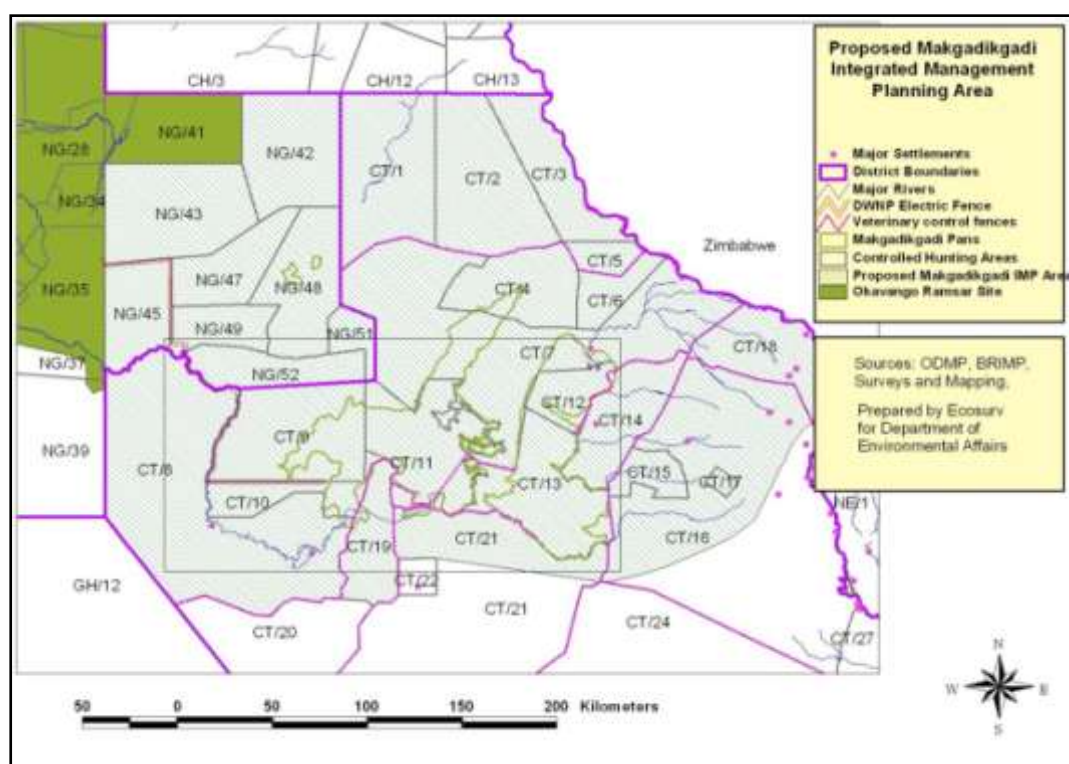 Proposed Makgadikgadi
Integrated Management
Planning Area
Major Settlements
District Boundaries
Major Rivers
DWNP Electric Fence
Veterinary control fences
Makgadikgadi Pans
Controlled Hunting Areas
Proposed Makgadikgadi IMP Area
Okavango Ramsar Site
Sources: ODMP, BRIMP,
Surveys and Mapping,
Prepared by Ecosurv
for Department of
Environmental Affairs
CH/3
CH/12
CH/13
NG/41
NG/28
NG/42
CT/1
CT/2
CT/3
NG/34
NG/43
Zimbabwe
CT/5
NG/47
NG/48
CT/4
CT/6
NG/35
NG/45
NG/49
NG/51
CT/7
CT/18
NG/37
NG/52
CT/12
CT/14
NG/39
CT/8
CT/9
CT/11
CT/15
CT/17
CT/10
CT/13
NE/1
CT/19
CT/21
CT/16
GH/12
CT/22
CT/20
CT/21
CT/24
CT/27
N
W
E
S
50 0 50 100 150 200 Kilometers